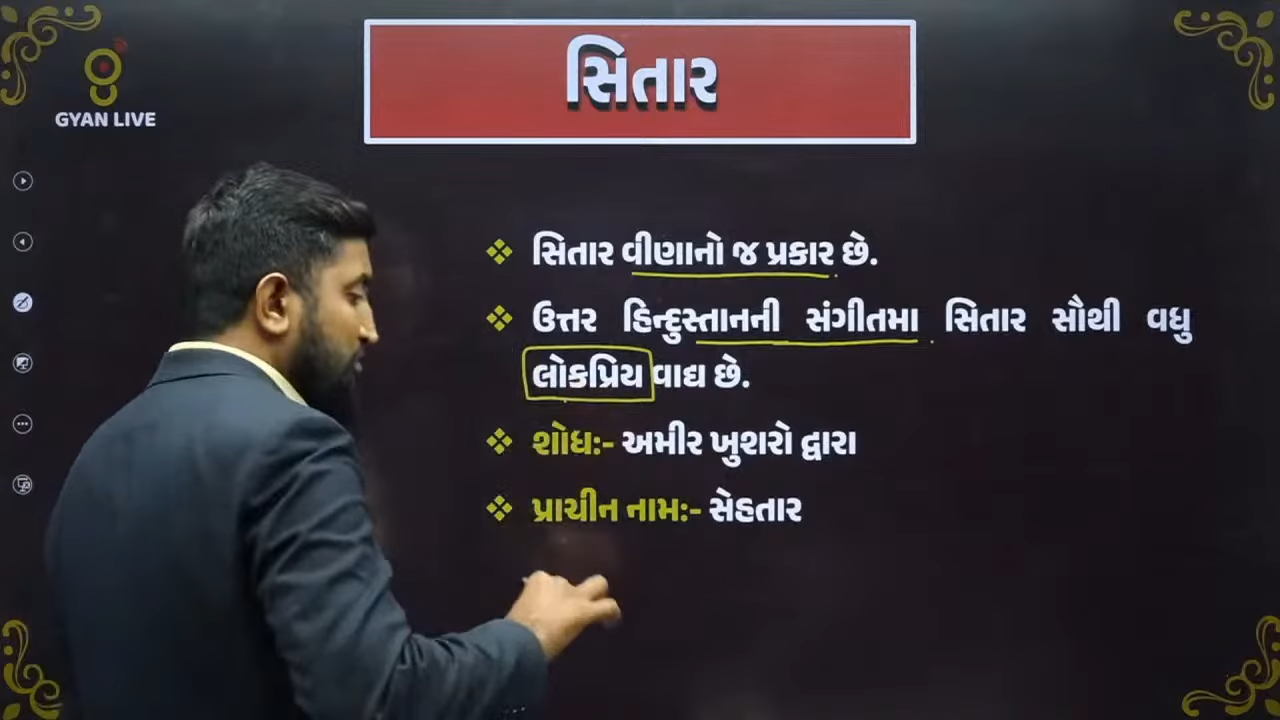 સિતાર
GYAN LIVE
સિતાર વીણાનો જ પ્રકાર છે.
ઉત્તર હિન્દુસ્તાનની સંગીતમા સિતાર સૌથી વધુ
લોકપ્રિય વાદ્ય છે.
શોધ:- અમીર ખુશરો દ્વારા
પ્રાચીન નામ:- સેહતાર